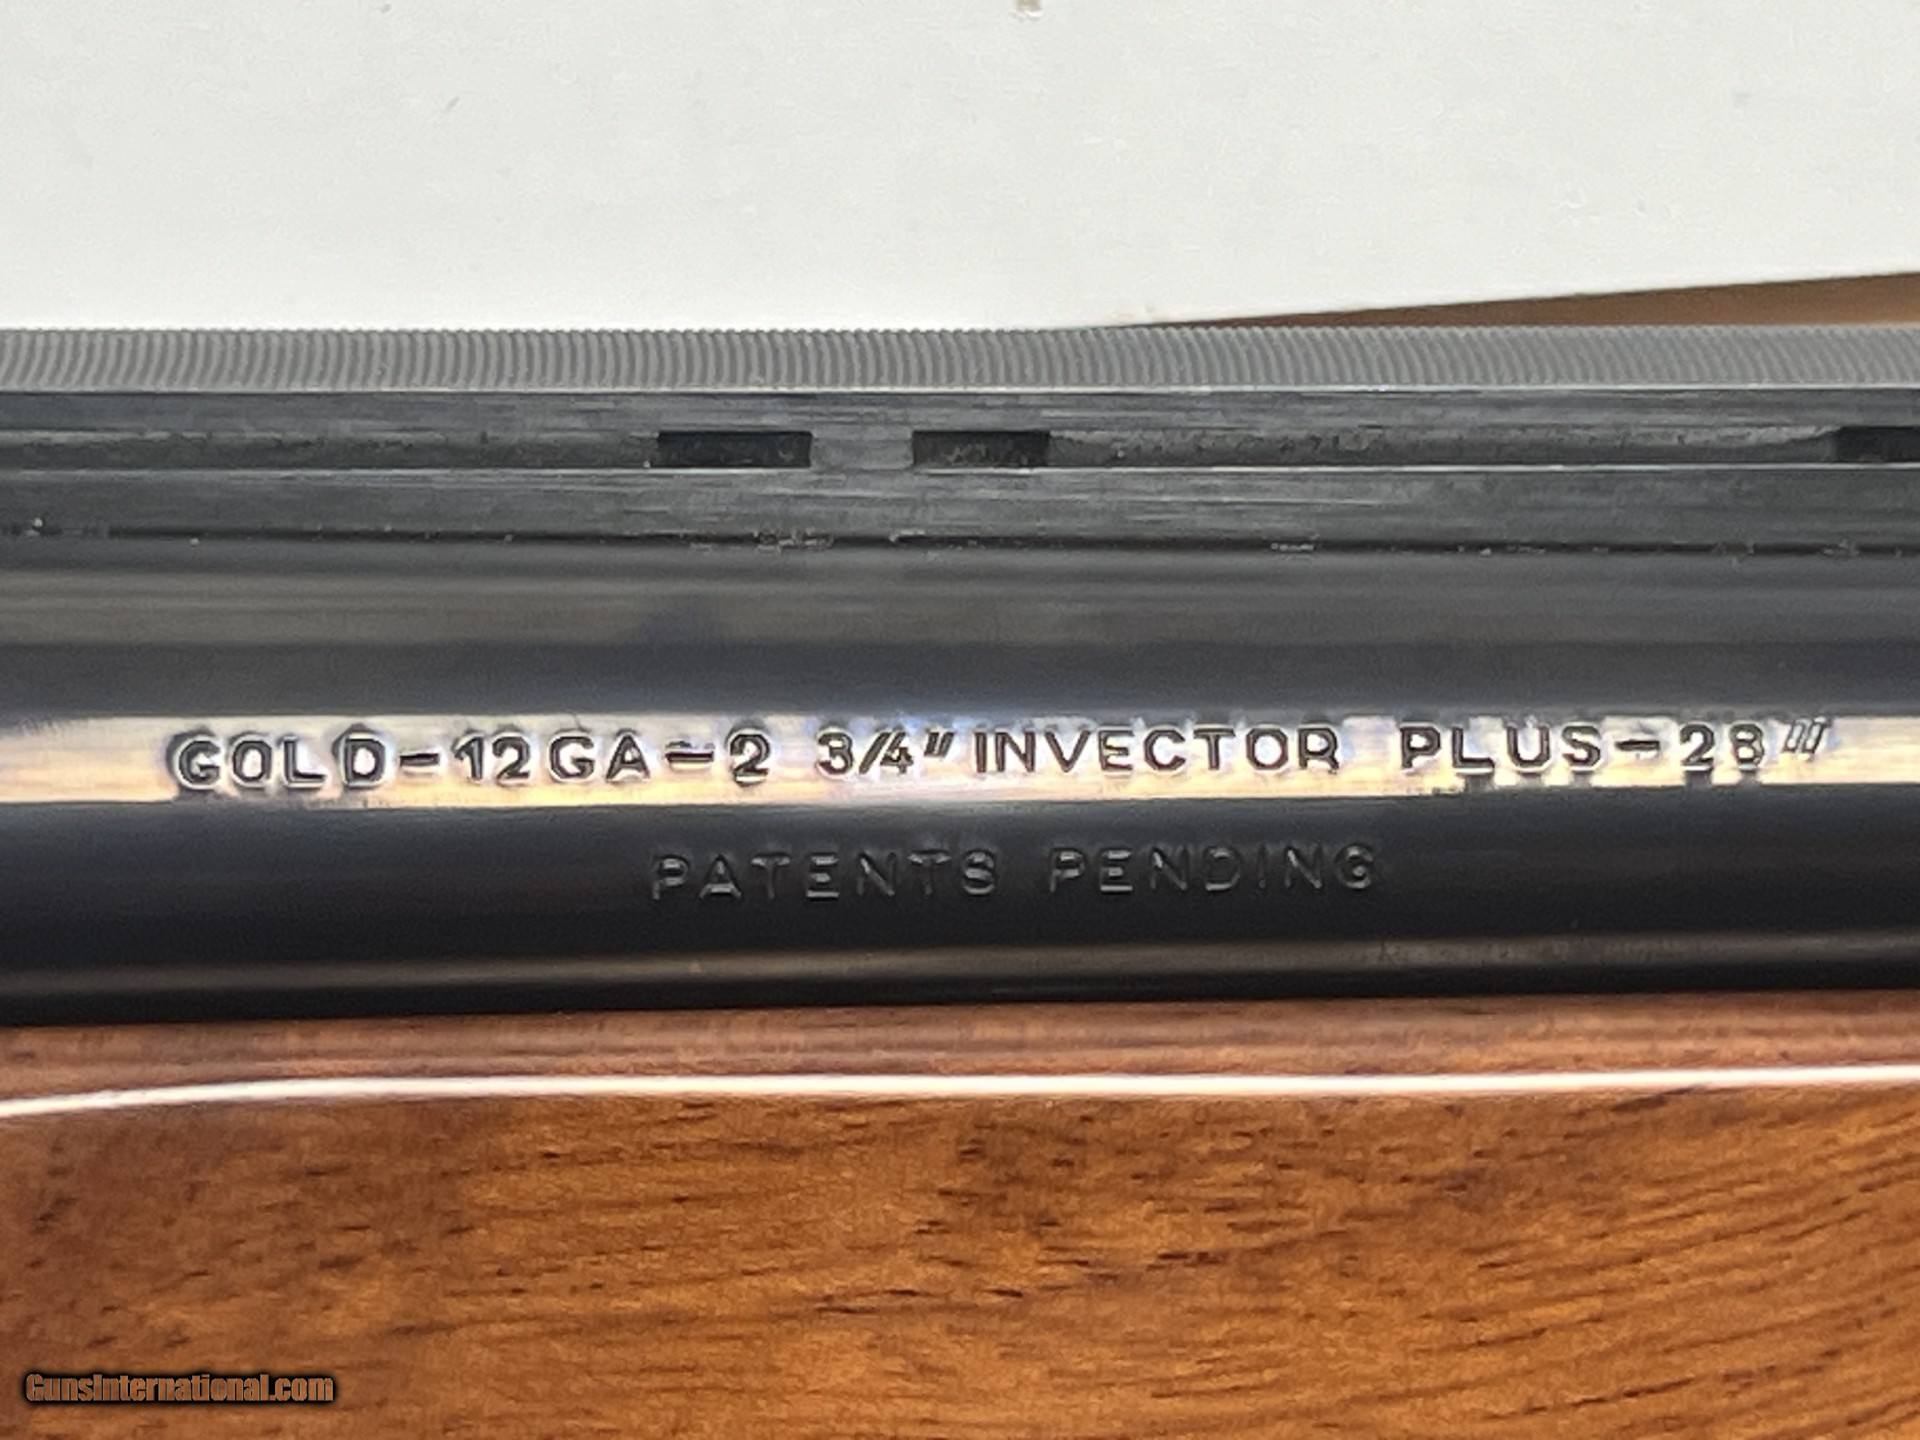 GOLD-12GA-2 3/4" INVECTOR PLUS-28"
PATENTS PENDING
GunsInternational.com